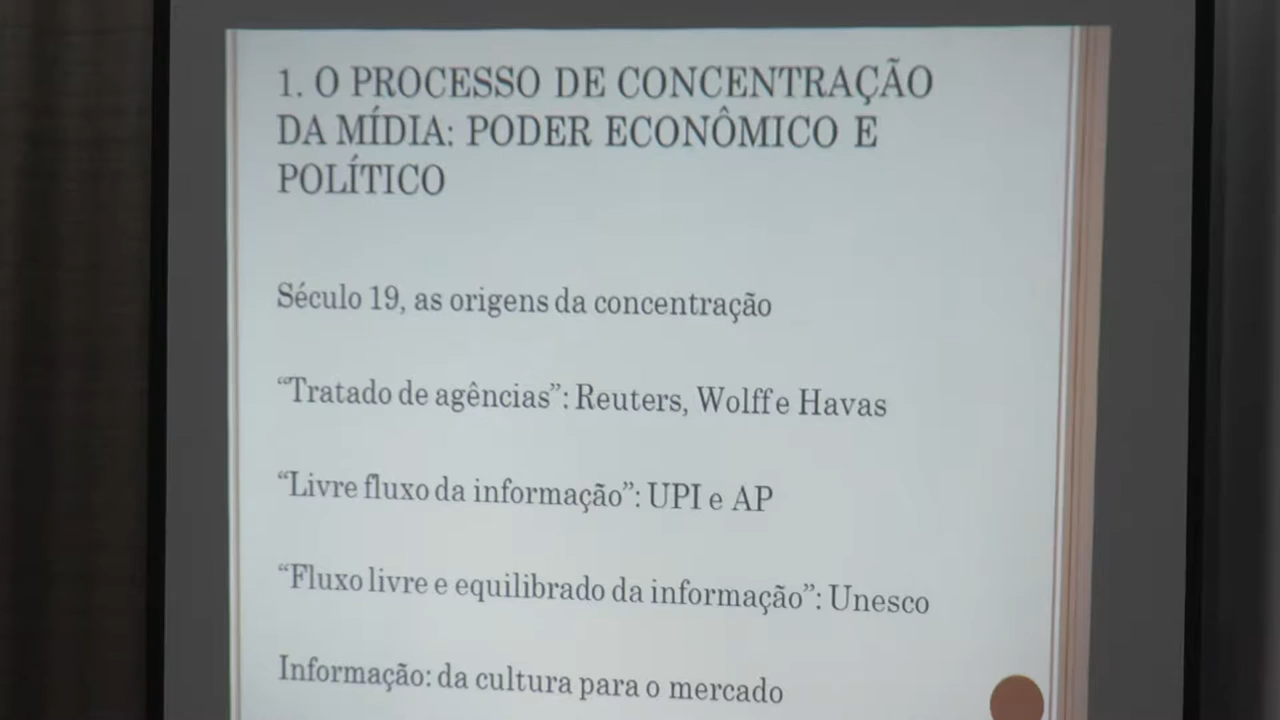 1. O PROCESSO DE CONCENTRAÇÃO
DA MÍDIA: PODER ECONÔMICO E
POLÍTICO
Século 19, as origens da concentração
“Tratado de agências”: Reuters, Wolff e Havas
“Livre fluxo da informação”: UPI e AP
“Fluxo livre e equilibrado da informação”: Unesco
Informação: da cultura para o mercado